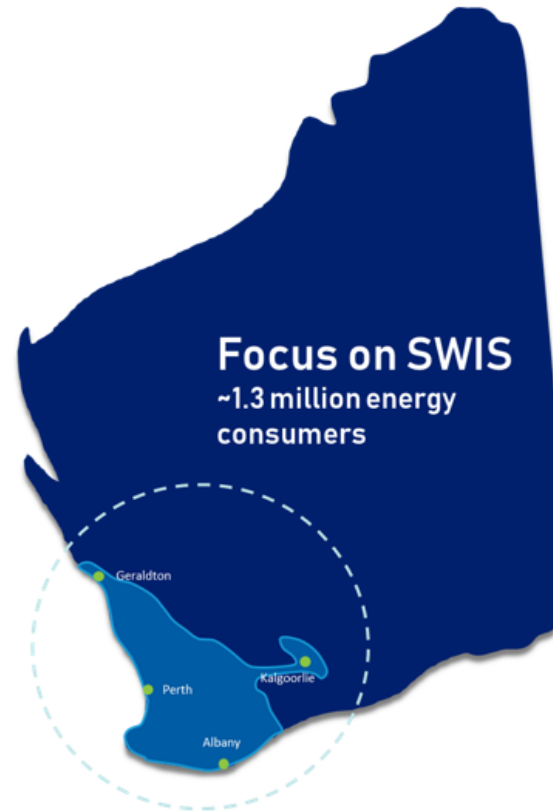 Focus on SWIS
~1.3 million energy
consumers
Geraldton
Kalgoorlie
Perth
Albany